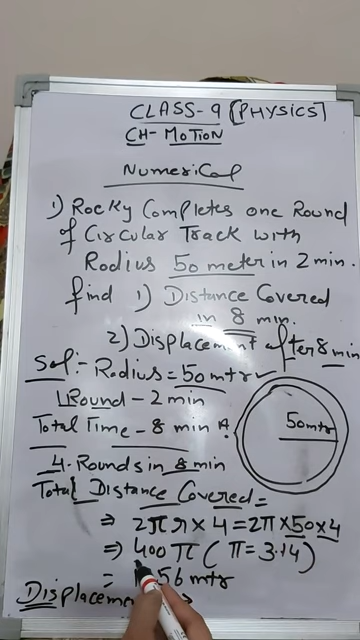 CLASS-9 [PHYSICS]
CH-MOTION
Numerical
1) Rocky Completes one Round
of Circular Track with
Radius 50 meter in 2 min.
find 1) Distance Covered
in 8 min.
2) Displacement after 8 min
Sol:- Radius = 50 mtr
1 Round - 2 min
Total Time - 8 min A.
50 mtr
4 - Rounds in 8 min
Total Distance Covered =
⇒ 2πr × 4 = 2π × 50 × 4
⇒ 400 π ( π = 3.14 )
= 56 mtr
Displacement ⇒